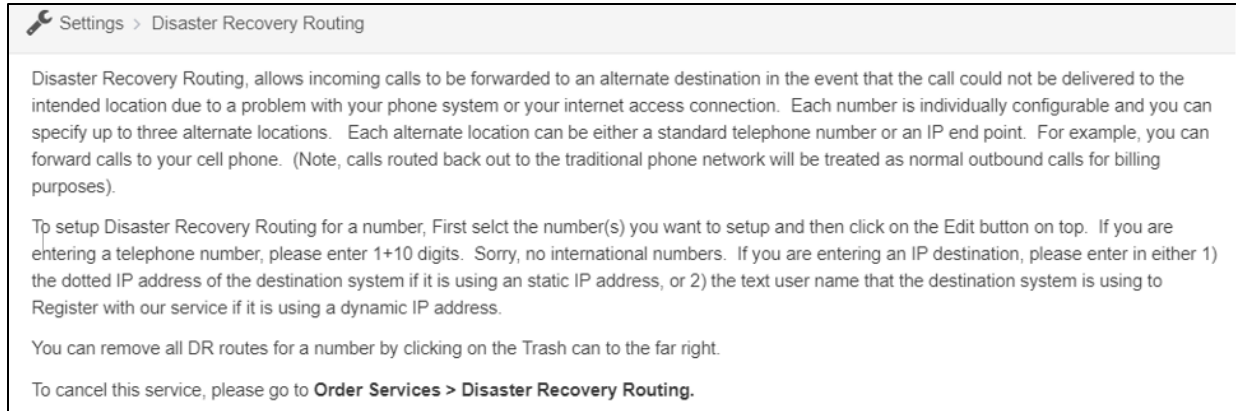 Settings > Disaster Recovery Routing
Disaster Recovery Routing, allows incoming calls to be forwarded to an alternate destination in the event that the call could not be delivered to the
intended location due to a problem with your phone system or your internet access connection.  Each number is individually configurable and you can
specify up to three alternate locations.   Each alternate location can be either a standard telephone number or an IP end point.  For example, you can
forward calls to your cell phone.  (Note, calls routed back out to the traditional phone network will be treated as normal outbound calls for billing
purposes).
To setup Disaster Recovery Routing for a number, First selct the number(s) you want to setup and then click on the Edit button on top.  If you are
entering a telephone number, please enter 1+10 digits.  Sorry, no international numbers.  If you are entering an IP destination, please enter in either 1)
the dotted IP address of the destination system if it is using an static IP address, or 2) the text user name that the destination system is using to
Register with our service if it is using a dynamic IP address.
You can remove all DR routes for a number by clicking on the Trash can to the far right.
To cancel this service, please go to Order Services > Disaster Recovery Routing.